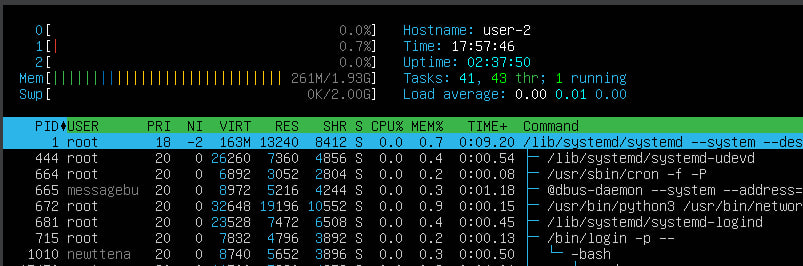 0[ 0.0%] Hostname: user-2
1[| 0.7%] Time: 17:57:46
2[ 0.0%] Uptime: 02:37:50
Mem[|||||||||||||||||||||||||||||| 261M/1.93G] Tasks: 41, 43 thr; 1 running
Swp[ 0K/2.00G] Load average: 0.00 0.01 0.00
PID♦USER PRI NI VIRT RES SHR S CPU% MEM% TIME+ Command
1 root 18 -2 163M 13240 8412 S 0.0 0.7 0:09.20 /lib/systemd/systemd --system --des
444 root 20 0 26260 7360 4856 S 0.0 0.4 0:00.54 ├─ /lib/systemd/systemd-udevd
664 root 20 0 6892 3052 2804 S 0.0 0.2 0:00.08 ├─ /usr/sbin/cron -f -P
665 messagebu 20 0 8972 5216 4244 S 0.0 0.3 0:01.18 ├─ @dbus-daemon --system --address=
672 root 20 0 32648 19196 10552 S 0.0 0.9 0:00.15 ├─ /usr/bin/python3 /usr/bin/network
681 root 20 0 23528 7472 6508 S 0.0 0.4 0:00.45 ├─ /lib/systemd/systemd-logind
715 root 20 0 7832 4796 3892 S 0.0 0.2 0:00.13 ├─ /bin/login -p --
1010 newttena 20 0 8740 5652 3896 S 0.0 0.3 0:00.50 │ └─ -bash